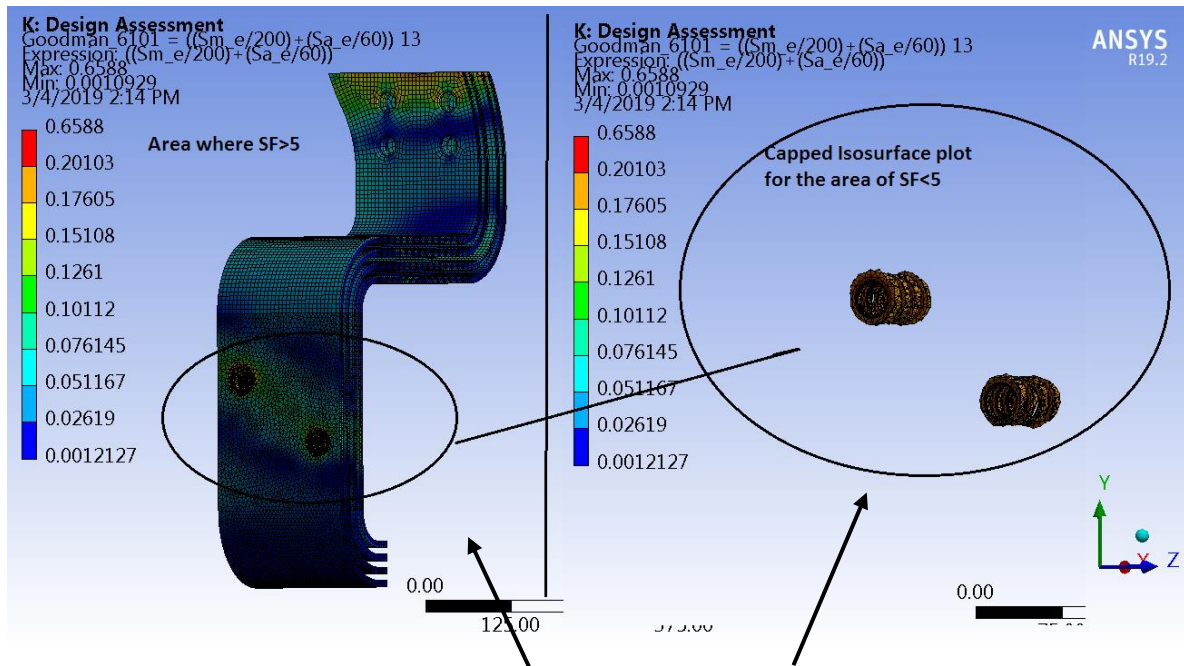 K: Design Assessment
Goodman_6101 = ((Sm_e/200)+(Sa_e/60)) 13
Expression: ((Sm_e/200)+(Sa_e/60))
Max: 0.6588
Min: 0.0010929
3/4/2019 2:14 PM
0.6588
0.20103
0.17605
0.15108
0.1261
0.10112
0.076145
0.051167
0.02619
0.0012127
Area where SF>5
0.00
125.00
K: Design Assessment
Goodman_6101 = ((Sm_e/200)+(Sa_e/60)) 13
Expression: ((Sm_e/200)+(Sa_e/60))
Max: 0.6588
Min: 0.0010929
3/4/2019 2:14 PM
ANSYS
R19.2
0.6588
0.20103
0.17605
0.15108
0.1261
0.10112
0.076145
0.051167
0.02619
0.0012127
Capped Isosurface plot
for the area of SF<5
Y
X
Z
0.00